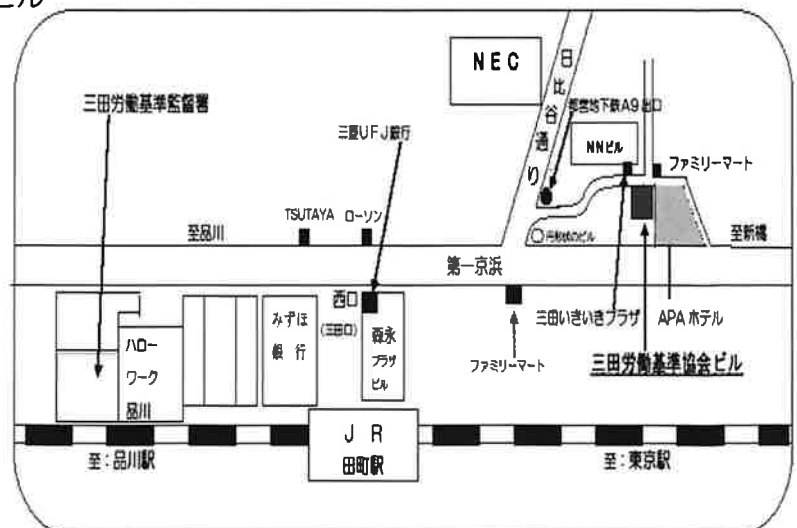 ビル
NEC
日比谷通り
三田労働基準監督署
都営地下鉄A9出口
三菱UFJ銀行
NNビル
ファミリーマート
TSUTAYA
ローソン
至品川
円形状のビル
至新橋
第一京浜
西口
(三田口)
みずほ
銀行
森永
プラザ
ビル
三田いきいきプラザ
APAホテル
ハロー
ワーク
品川
ファミリーマート
三田労働基準協会ビル
JR
田町駅
至:品川駅
至:東京駅